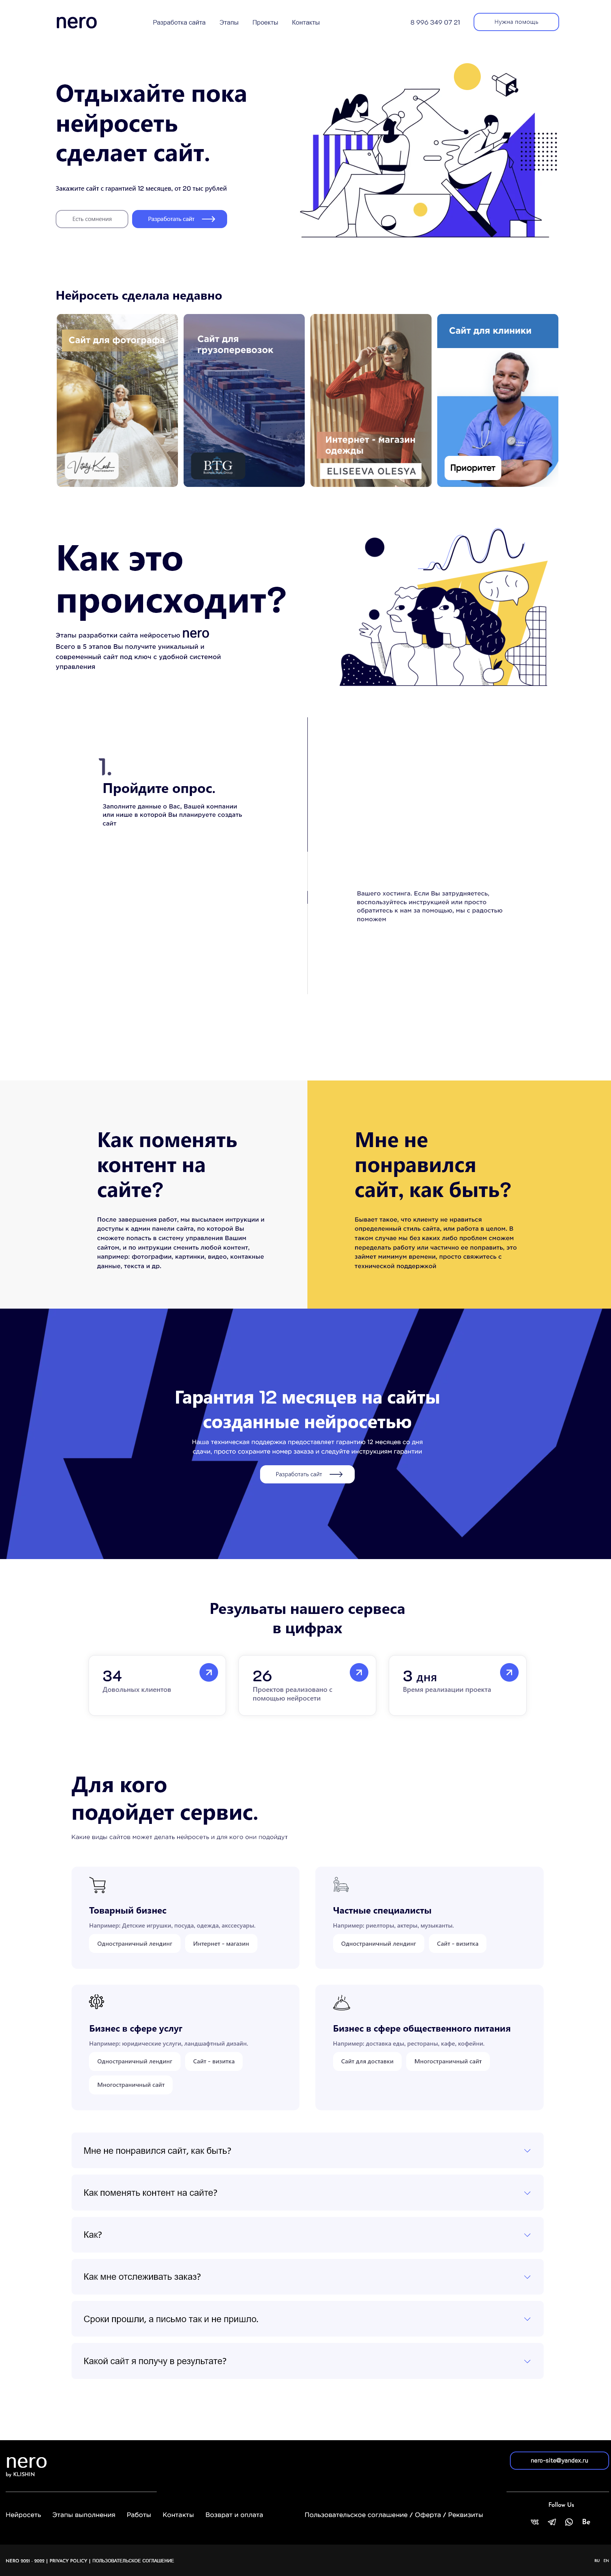 nero
Разработка сайта
Этапы
Проекты
Контакты
8 996 349 07 21
Нужна помощь
Отдыхайте пока
нейросеть
сделает сайт.
Закажите сайт с гарантией 12 месяцев, от 20 тыс рублей
Есть сомнения
Разработать сайт
Нейросеть сделала недавно
Сайт для фотографа
Сайт для
грузоперевозок
BTG
Интернет - магазин
одежды
ELISEEVA OLESYA
Сайт для клиники
Приоритет
Как это
происходит?
Этапы разработки сайта нейросетью nero
Всего в 5 этапов Вы получите уникальный и
современный сайт под ключ с удобной системой
управления
1.
Пройдите опрос.
Заполните данные о Вас, Вашей компании
или нише в которой Вы планируете создать
сайт
Вашего хостинга. Если Вы затрудняетесь,
воспользуйтесь инструкцией или просто
обратитесь к нам за помощью, мы с радостью
поможем
Как поменять
контент на
сайте?
После завершения работ, мы высылаем интрукции и
доступы к админ панели сайта, по которой Вы
сможете попасть в систему управления Вашим
сайтом, и по интрукции сменить любой контент,
например: фотографии, картинки, видео, контакные
данные, текста и др.
Мне не
понравился
сайт, как быть?
Бывает такое, что клиенту не нравиться
определенный стиль сайта, или работа в целом. В
таком случае мы без каких либо проблем сможем
переделать работу или частично ее поправить, это
займет минимум времени, просто свяжитесь с
технической поддержкой
Гарантия 12 месяцев на сайты
созданные нейросетью
Наша техническая поддержка предоставляет гарантию 12 месяцев со дня
сдачи, просто сохраните номер заказа и следуйте инструкциям гарантии
Разработать сайт
Резульаты нашего сервеса
в цифрах
34
Довольных клиентов
26
Проектов реализовано с
помощью нейросети
3 дня
Время реализации проекта
Для кого
подойдет сервис.
Какие виды сайтов может делать нейросеть и для кого они подойдут
Товарный бизнес
Например: Детские игрушки, посуда, одежда, акссесуары.
Одностраничный лендинг
Интернет - магазин
Частные специалисты
Например: риелторы, актеры, музыканты.
Одностраничный лендинг
Сайт - визитка
Бизнес в сфере услуг
Например: юридические услуги, ландшафтный дизайн.
Одностраничный лендинг
Сайт - визитка
Многостраничный сайт
Бизнес в сфере общественного питания
Например: доставка еды, рестораны, кафе, кофейни.
Сайт для доставки
Многостраничный сайт
Мне не понравился сайт, как быть?
Как поменять контент на сайте?
Как?
Как мне отслеживать заказ?
Сроки прошли, а письмо так и не пришло.
Какой сайт я получу в результате?
nero
by KLISHIN
nero-site@yandex.ru
Нейросеть
Этапы выполнения
Работы
Контакты
Возврат и оплата
Пользовательское соглашение / Оферта / Реквизиты
Follow Us
Be
NERO 2021 - 2022 | PRIVACY POLICY | ПОЛЬЗОВАТЕЛЬСКОЕ СОГЛАШЕНИЕ
RU
EN